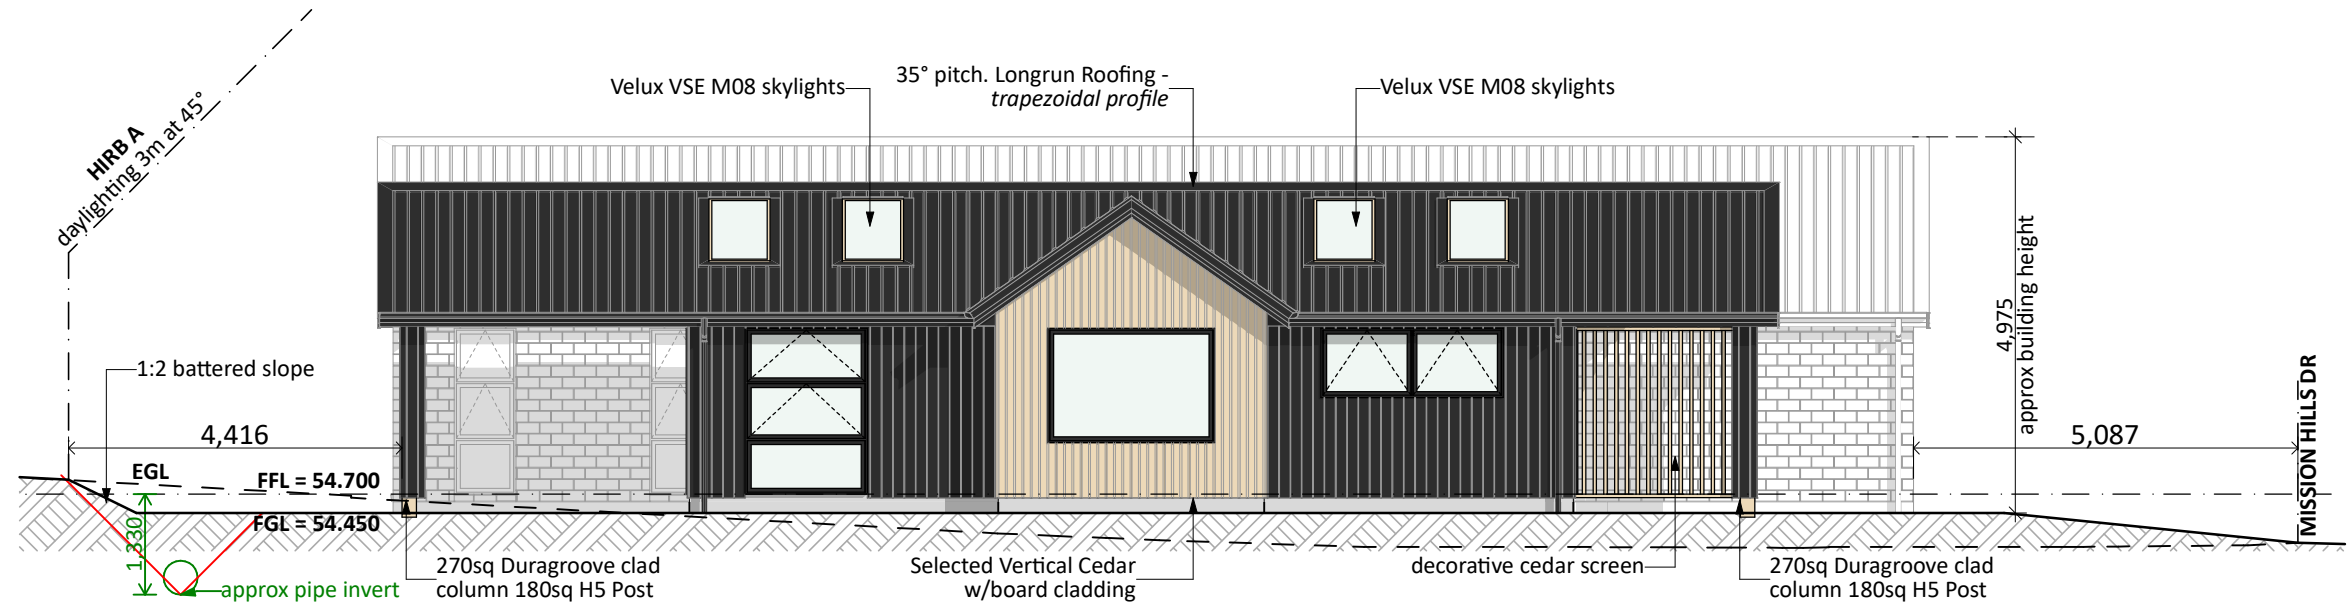 HIRB A
daylighting 3m at 45°
Velux VSE M08 skylights
35° pitch. Longrun Roofing -
trapezoidal profile
Velux VSE M08 skylights
4,975
approx building height
1:2 battered slope
4,416
5,087
MISSION HILLS DR
EGL
FFL = 54.700
FGL = 54.450
1,330
approx pipe invert
270sq Duragroove clad
column 180sq H5 Post
Selected Vertical Cedar
w/board cladding
decorative cedar screen
270sq Duragroove clad
column 180sq H5 Post